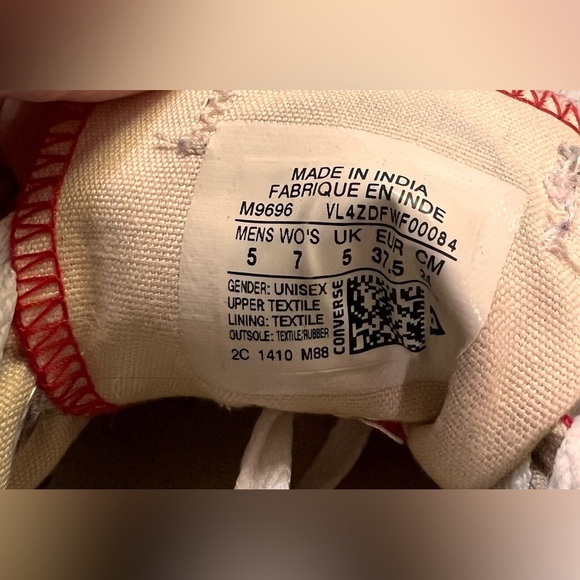 MADE IN INDIA
FABRIQUE EN INDE
M9696 VL4ZDFWF00084
MENS WO'S UK EUR CM
5 7 5 37.5
GENDER: UNISEX
UPPER TEXTILE
LINING: TEXTILE
OUTSOLE: TEXTILE/RUBBER
CONVERSE
2C 1410 M88